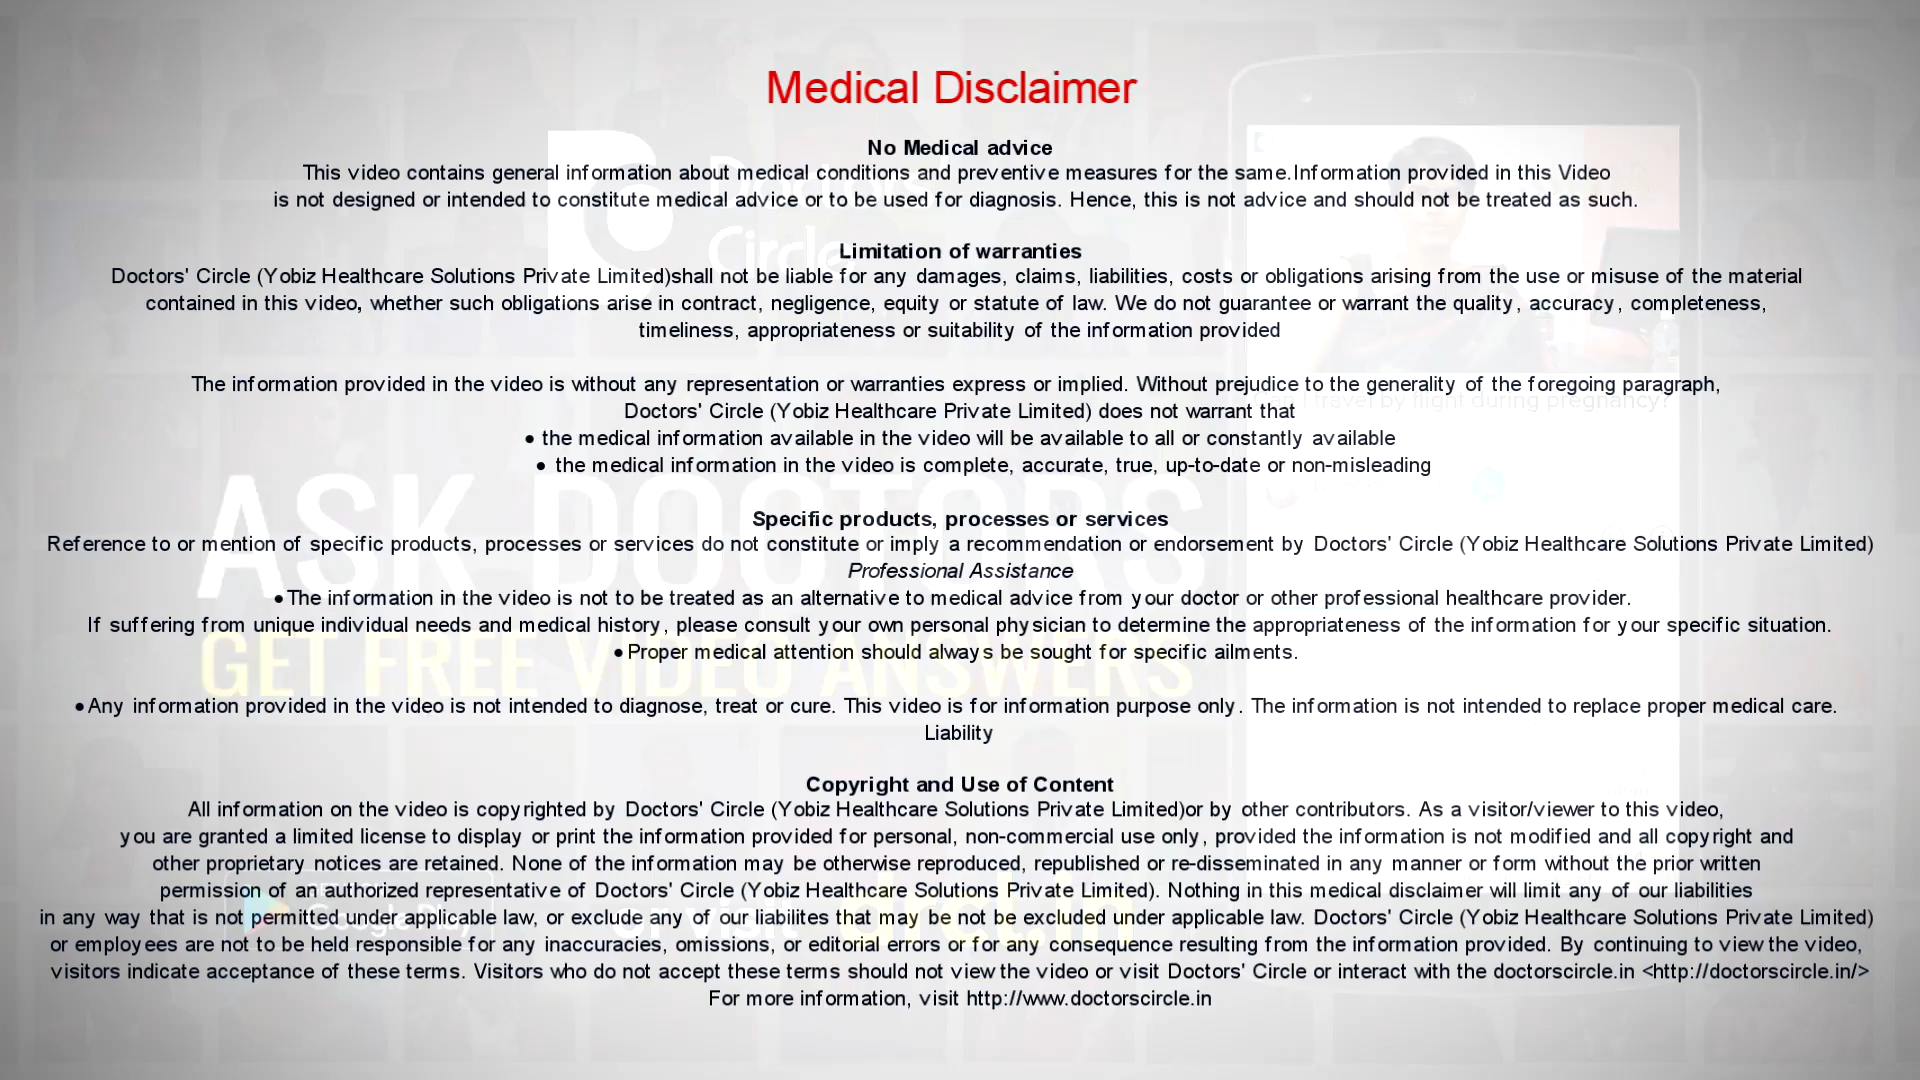 Medical Disclaimer
No Medical advice
This video contains general information about medical conditions and preventive measures for the same.Information provided in this Video
is not designed or intended to constitute medical advice or to be used for diagnosis. Hence, this is not advice and should not be treated as such.
Doctors'
Circle
Limitation of warranties
Doctors' Circle (Yobiz Healthcare Solutions Private Limited)shall not be liable for any damages, claims, liabilities, costs or obligations arising from the use or misuse of the material
contained in this video, whether such obligations arise in contract, negligence, equity or statute of law. We do not guarantee or warrant the quality, accuracy, completeness,
timeliness, appropriateness or suitability of the information provided
The information provided in the video is without any representation or warranties express or implied. Without prejudice to the generality of the foregoing paragraph,
Can I travel by flight during pregnancy?
Doctors' Circle (Yobiz Healthcare Private Limited) does not warrant that
• the medical information available in the video will be available to all or constantly available
• the medical information in the video is complete, accurate, true, up-to-date or non-misleading
ASK DOCTORS
Specific products, processes or services
Reference to or mention of specific products, processes or services do not constitute or imply a recommendation or endorsement by Doctors' Circle (Yobiz Healthcare Solutions Private Limited)
Professional Assistance
•The information in the video is not to be treated as an alternative to medical advice from your doctor or other professional healthcare provider.
If suffering from unique individual needs and medical history, please consult your own personal physician to determine the appropriateness of the information for your specific situation.
•Proper medical attention should always be sought for specific ailments.
GET FREE VIDEO ANSWERS
•Any information provided in the video is not intended to diagnose, treat or cure. This video is for information purpose only. The information is not intended to replace proper medical care.
Liability
Copyright and Use of Content
All information on the video is copyrighted by Doctors' Circle (Yobiz Healthcare Solutions Private Limited)or by other contributors. As a visitor/viewer to this video,
you are granted a limited license to display or print the information provided for personal, non-commercial use only, provided the information is not modified and all copyright and
other proprietary notices are retained. None of the information may be otherwise reproduced, republished or re-disseminated in any manner or form without the prior written
permission of an authorized representative of Doctors' Circle (Yobiz Healthcare Solutions Private Limited). Nothing in this medical disclaimer will limit any of our liabilities
in any way that is not permitted under applicable law, or exclude any of our liabilites that may be not be excluded under applicable law. Doctors' Circle (Yobiz Healthcare Solutions Private Limited)
Google Play
or visit drcl.in
or employees are not to be held responsible for any inaccuracies, omissions, or editorial errors or for any consequence resulting from the information provided. By continuing to view the video,
visitors indicate acceptance of these terms. Visitors who do not accept these terms should not view the video or visit Doctors' Circle or interact with the doctorscircle.in <http://doctorscircle.in/>
For more information, visit http://www.doctorscircle.in